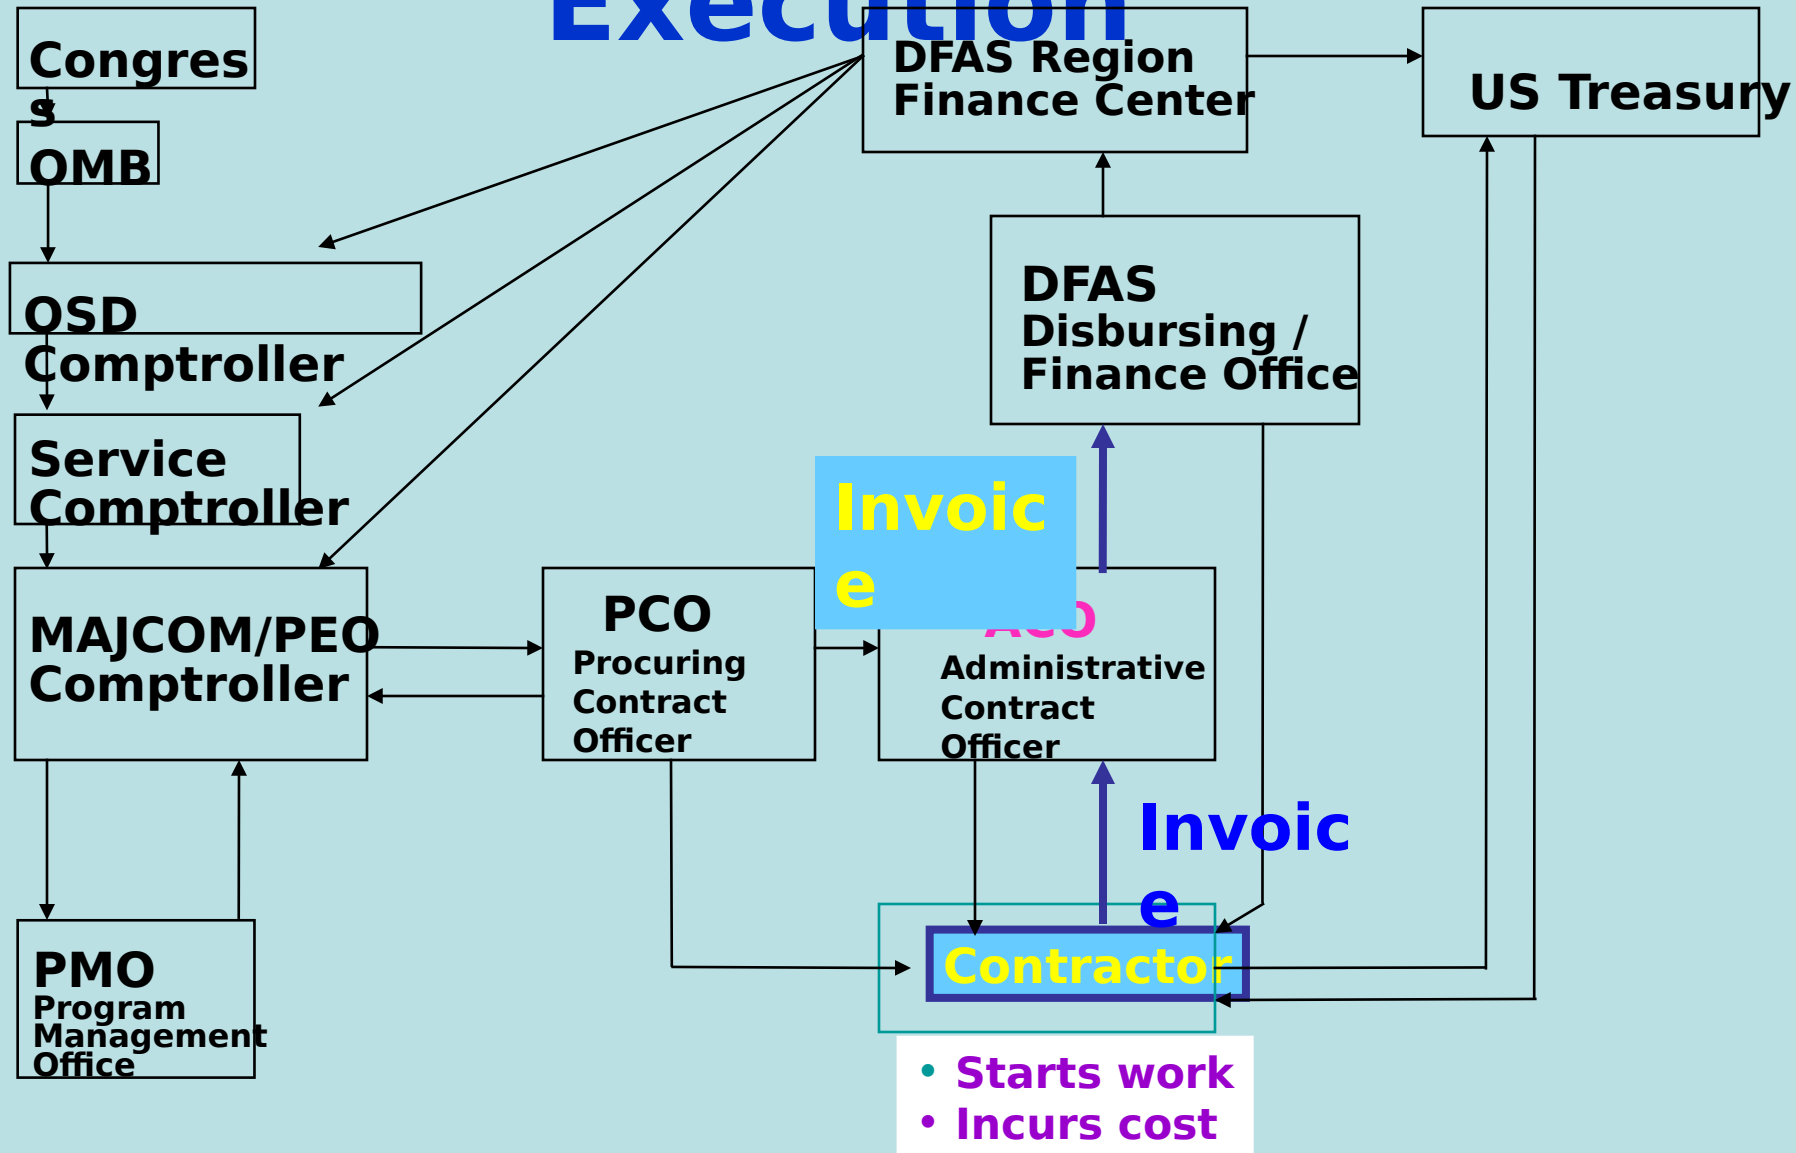 Execution
Congres
s
OMB
OSD
Comptroller
Service
Comptroller
MAJCOM/PEO
Comptroller
PMO
Program
Management
Office
PCO
Procuring
Contract
Officer
Invoic
e
ACO
Administrative
Contract
Officer
DFAS Region
Finance Center
US Treasury
DFAS
Disbursing /
Finance Office
Invoic
e
Contractor
• Starts work
• Incurs cost